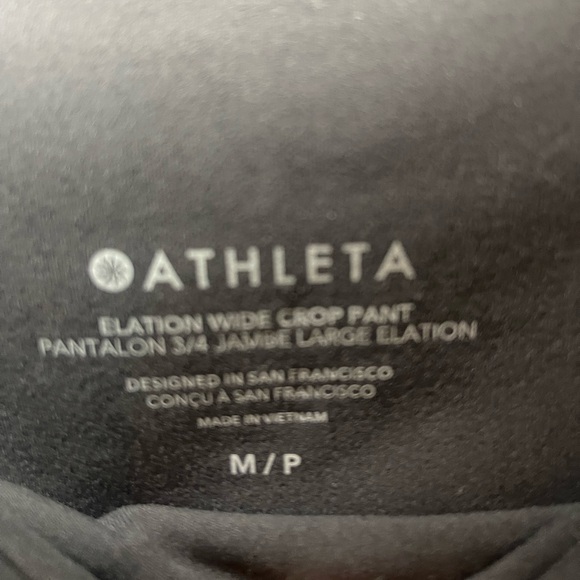 ATHLETA
ELATION WIDE CROP PANT
PANTALON 3/4 JAMBE LARGE ELATION
DESIGNED IN SAN FRANCISCO
CONÇU À SAN FRANCISCO
MADE IN VIETNAM
M / P